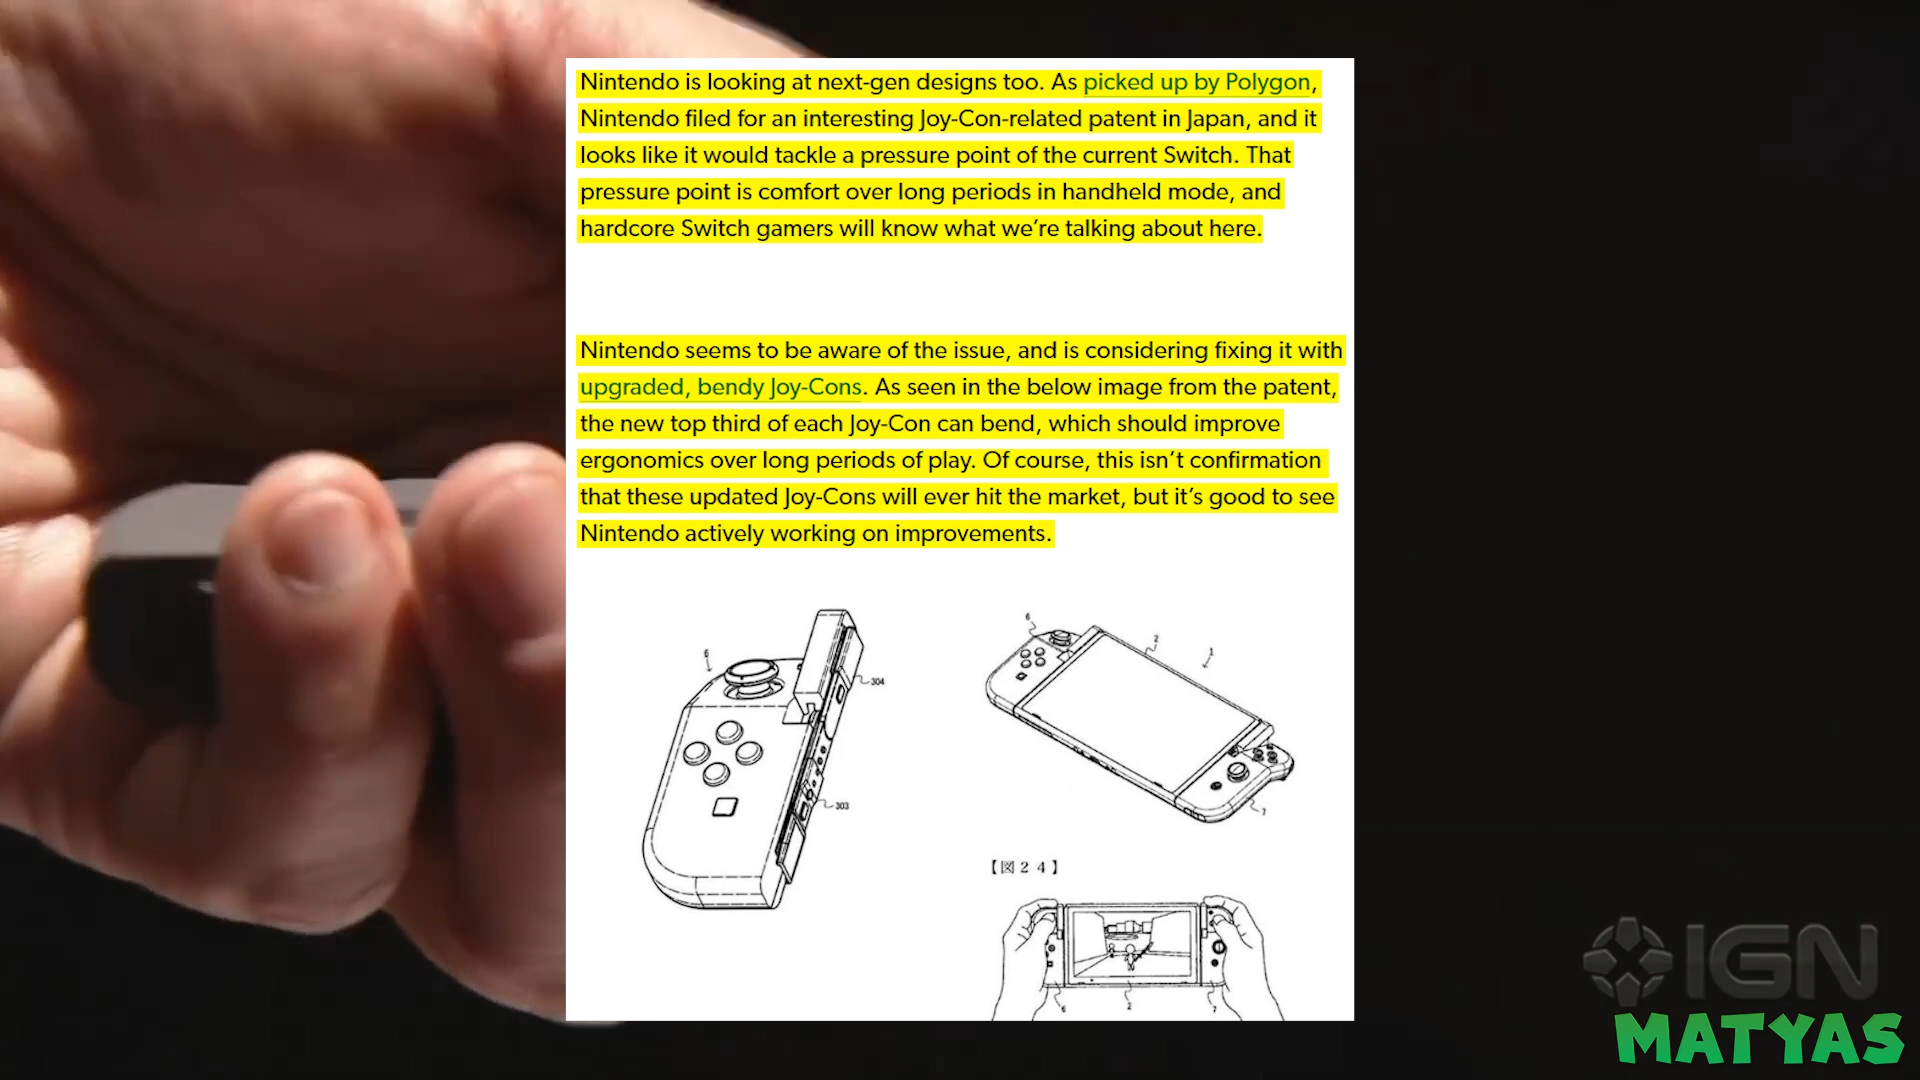 Nintendo is looking at next-gen designs too. As picked up by Polygon,
Nintendo filed for an interesting Joy-Con-related patent in Japan, and it
looks like it would tackle a pressure point of the current Switch. That
pressure point is comfort over long periods in handheld mode, and
hardcore Switch gamers will know what we’re talking about here.
Nintendo seems to be aware of the issue, and is considering fixing it with
upgraded, bendy Joy-Cons. As seen in the below image from the patent,
the new top third of each Joy-Con can bend, which should improve
ergonomics over long periods of play. Of course, this isn’t confirmation
that these updated Joy-Cons will ever hit the market, but it’s good to see
Nintendo actively working on improvements.
6
304
303
6
2
1
7
【図24】
6
2
7
IGN
MATYAS